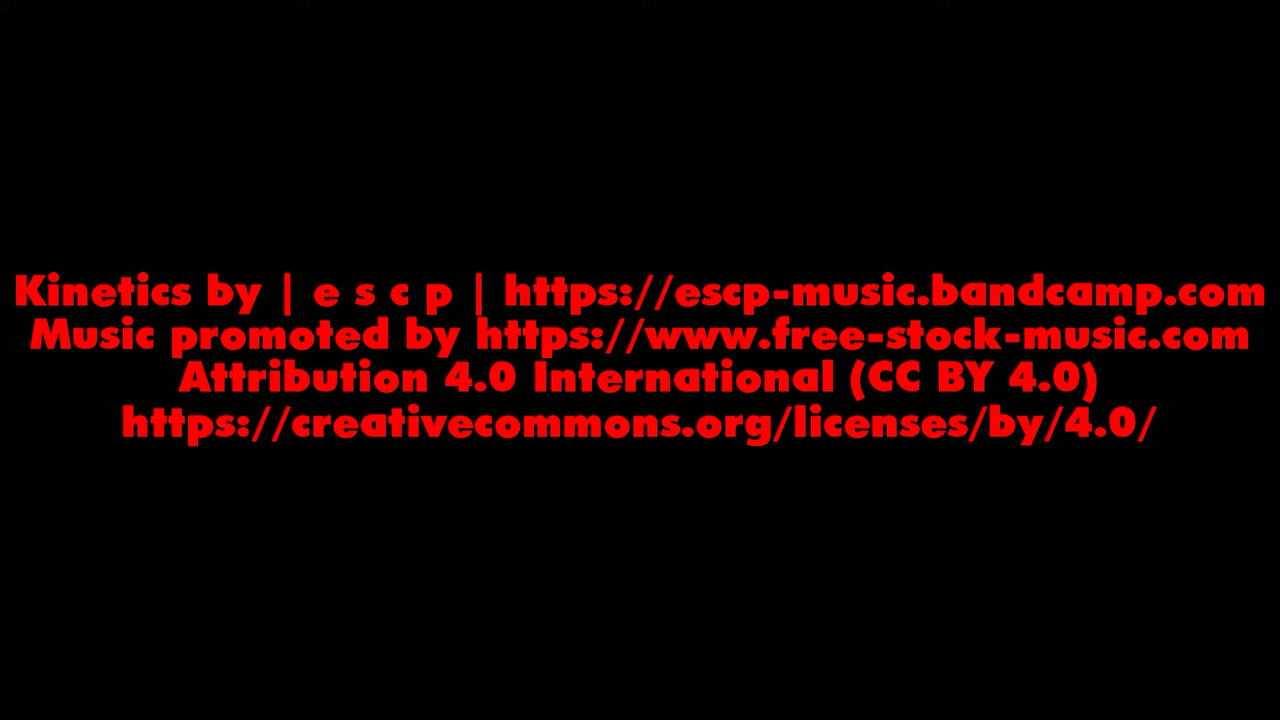 Kinetics by | e s c p | https://escp-music.bandcamp.com
Music promoted by https://www.free-stock-music.com
Attribution 4.0 International (CC BY 4.0)
https://creativecommons.org/licenses/by/4.0/